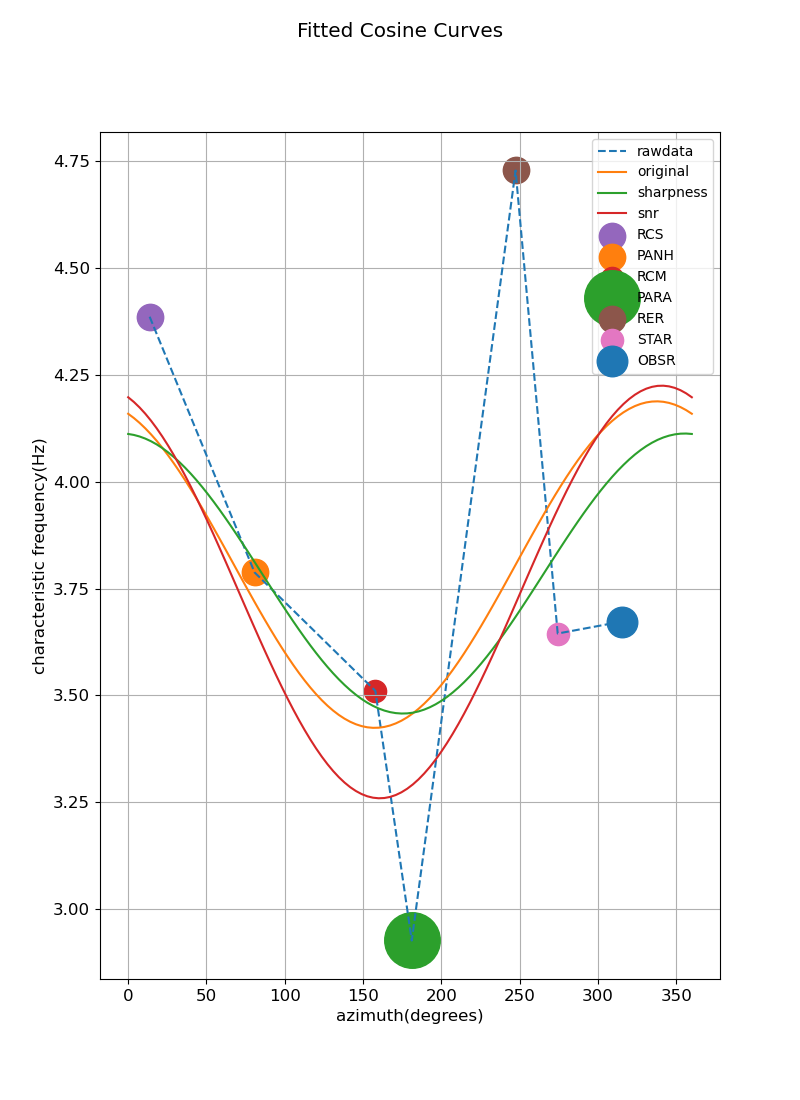 Fitted Cosine Curves
4.75
4.50
4.25
4.00
3.75
3.50
3.25
3.00
characteristic frequency(Hz)
rawdata
original
sharpness
snr
RCS
PANH
RCM
PARA
RER
STAR
OBSR
0 50 100 150 200 250 300 350
azimuth(degrees)